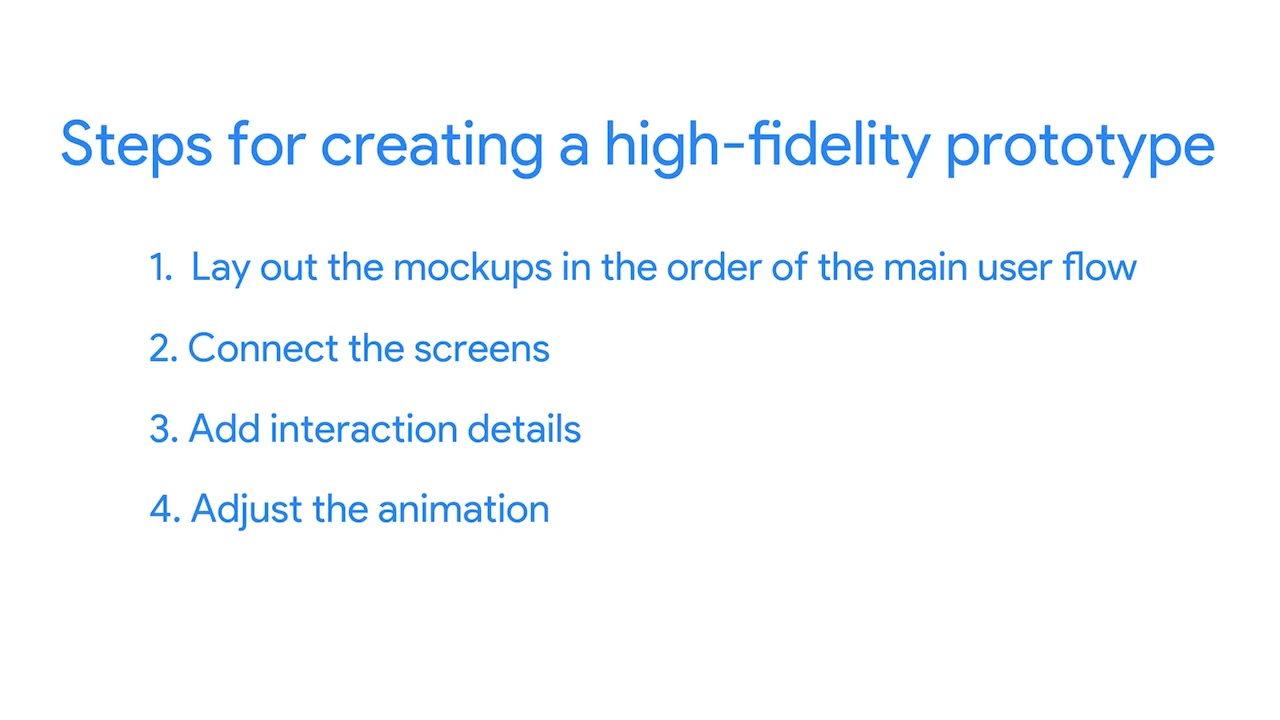 Steps for creating a high-fidelity prototype
1. Lay out the mockups in the order of the main user flow
2. Connect the screens
3. Add interaction details
4. Adjust the animation